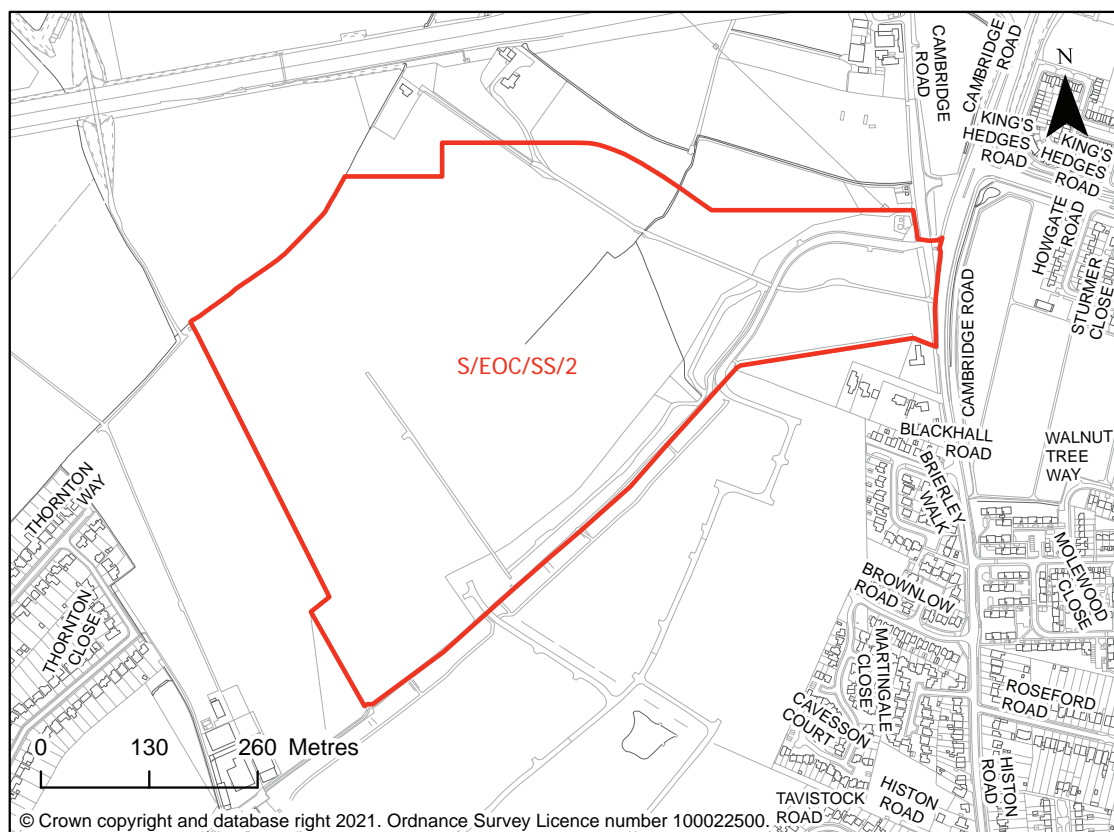 CAMBRIDGE
ROAD
CAMBRIDGE
ROAD
N
KING'S
HEDGES
ROAD
KING'S
HEDGES
ROAD
HOWGATE
ROAD
STURMER
CLOSE
S/EOC/SS/2
CAMBRIDGE ROAD
BLACKHALL
ROAD
WALNUT
TREE
WAY
BRIERLEY
WALK
THORNTON
WAY
MOLEWOOD
CLOSE
BROWNLOW
ROAD
THORNTON
CLOSE
MARTINGALE
CLOSE
ROSEFORD
ROAD
CAVESSON
COURT
HISTON
ROAD
HISTON
ROAD
TAVISTOCK
ROAD
0 130 260 Metres
© Crown copyright and database right 2021. Ordnance Survey Licence number 100022500.